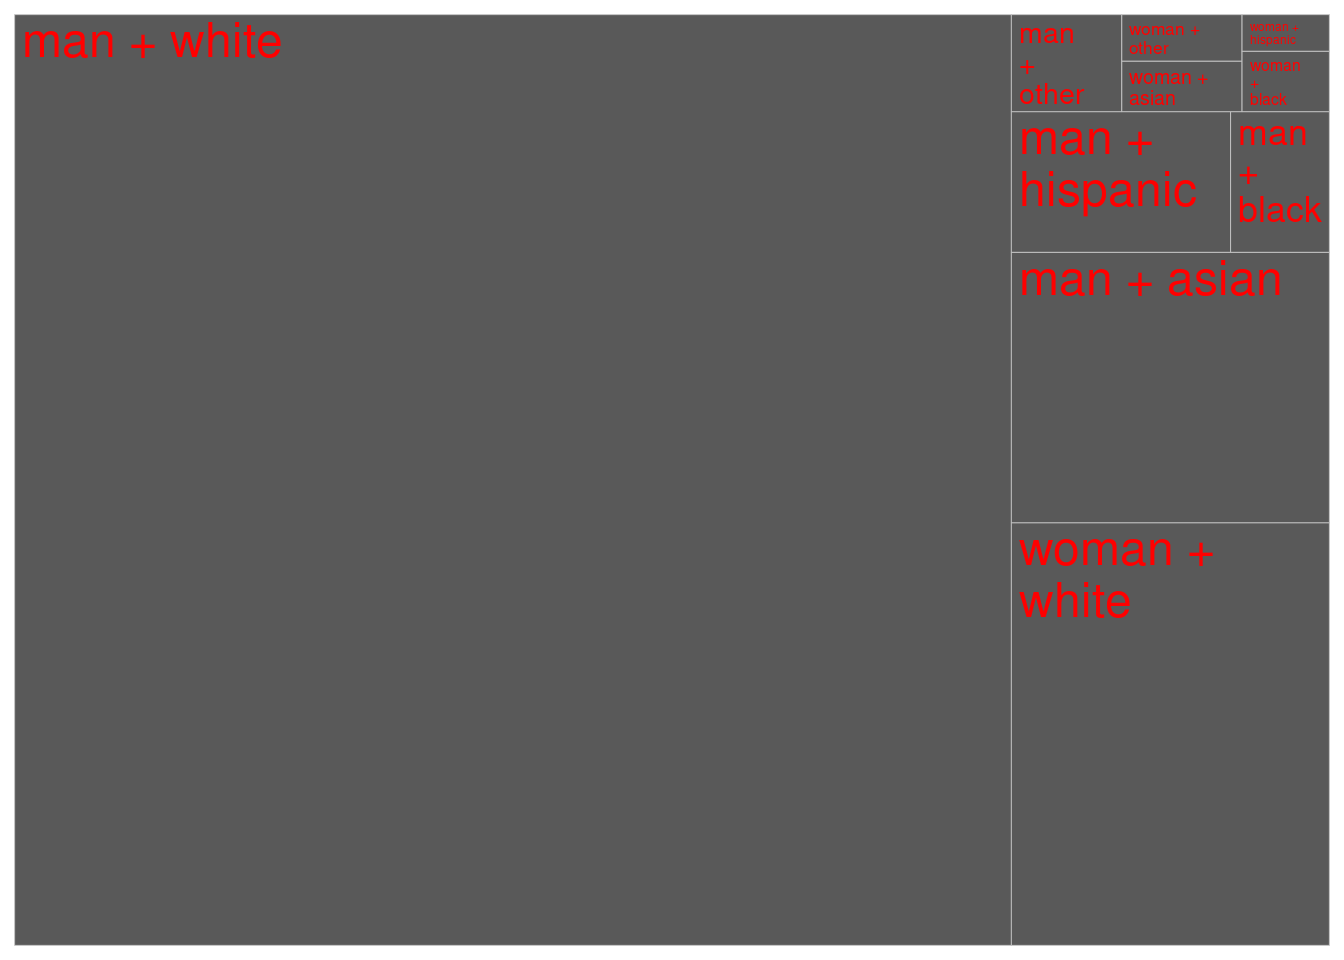 man + white
man
+
other
woman +
other
woman +
asian
woman +
hispanic
woman
+
black
man +
hispanic
man
+
black
man + asian
woman +
white